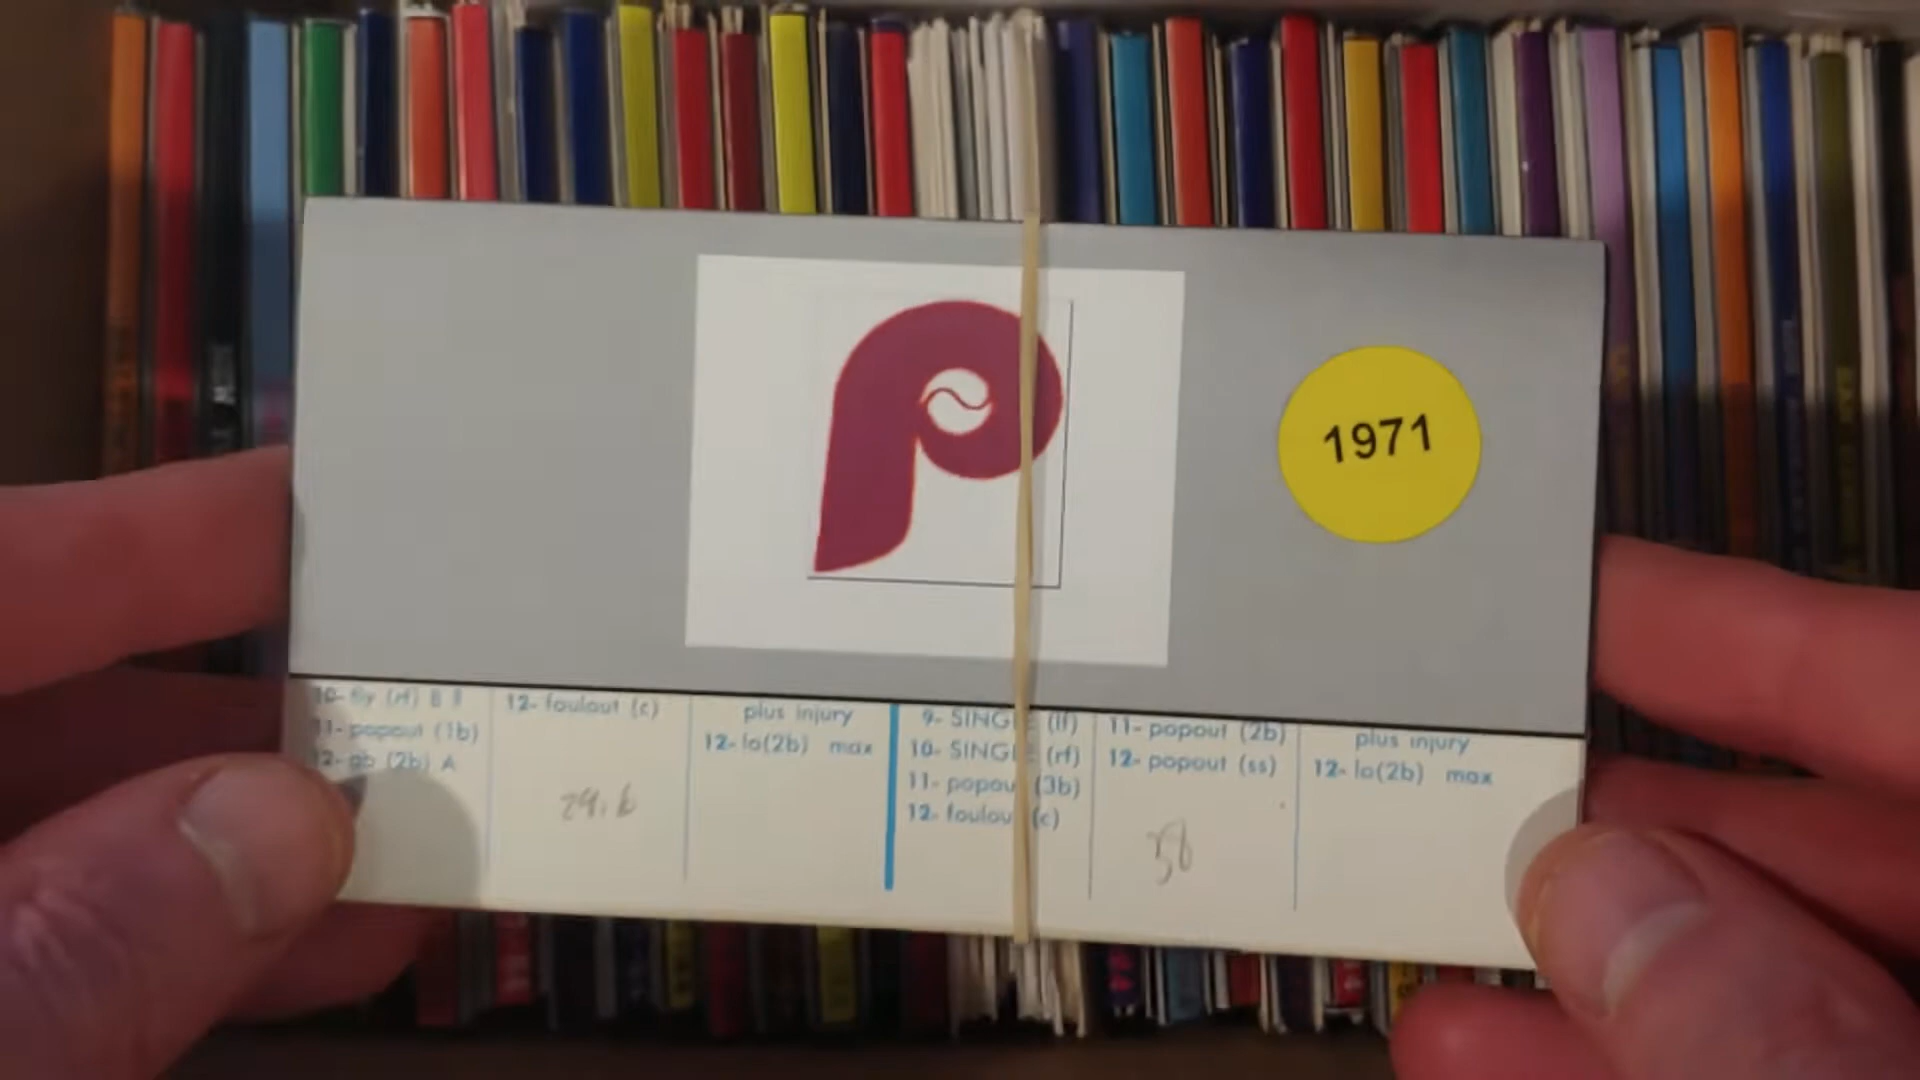 P
1971
10- fly (rf) B
11- popout (1b)
12- gb (2b) A
12- foulout (c)
29.6
plus injury
12- lo(2b) max
9- SINGLE (lf)
10- SINGLE (rf)
11- popout (3b)
12- foulout (c)
11- popout (2b)
12- popout (ss)
58
plus injury
12- lo(2b) max